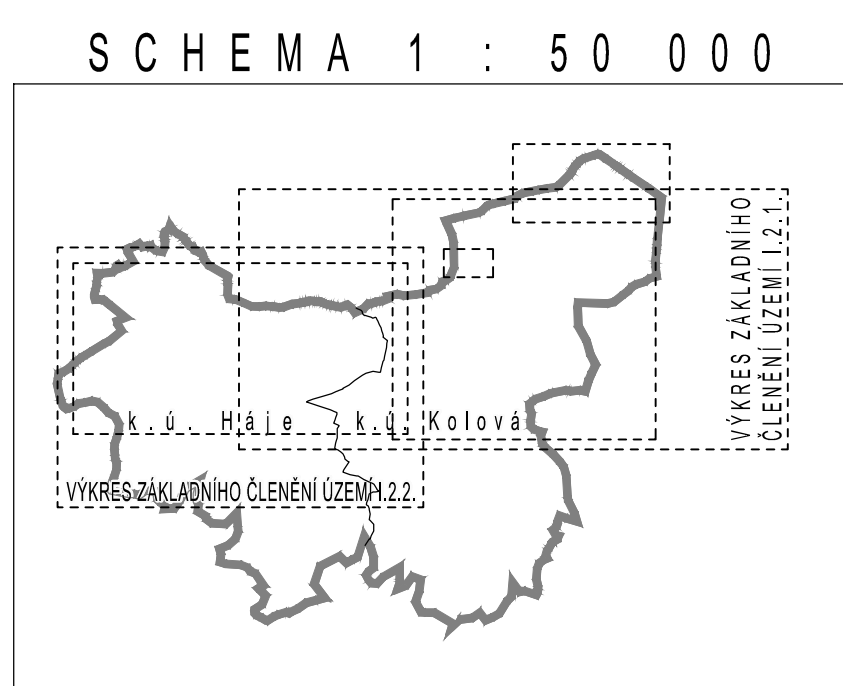 SCHEMA 1 : 50 000
VÝKRES ZÁKLADNÍHO
ČLENĚNÍ ÚZEMÍ I.2.1.
k.ú. Háje
k.ú. Kolová
VÝKRES ZÁKLADNÍHO ČLENĚNÍ ÚZEMÍ I.2.2.